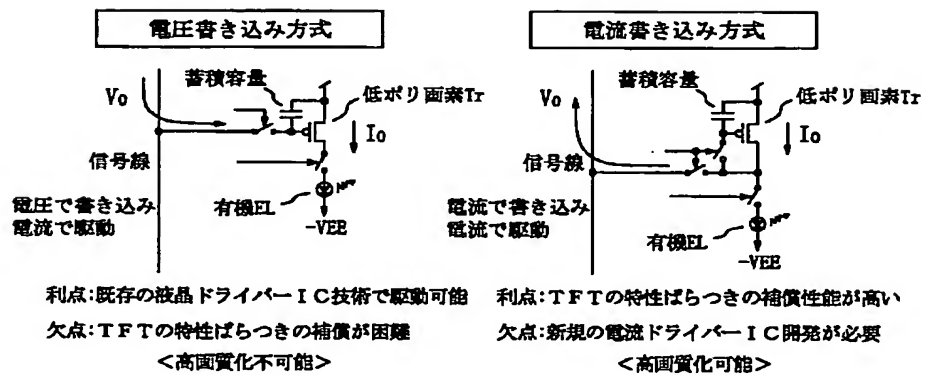 電圧書き込み方式
蓄積容量
Vo
低ポリ画素Tr
Io
信号線
電圧で書き込み
電流で駆動
有機EL
-VEE
利点:既存の液晶ドライバーIC技術で駆動可能
欠点:TFTの特性ばらつきの補償が困難
<高画質化不可能>
電流書き込み方式
蓄積容量
Vo
低ポリ画素Tr
Io
信号線
電流で書き込み
電流で駆動
有機EL
-VEE
利点:TFTの特性ばらつきの補償性能が高い
欠点:新規の電流ドライバーIC開発が必要
<高画質化可能>